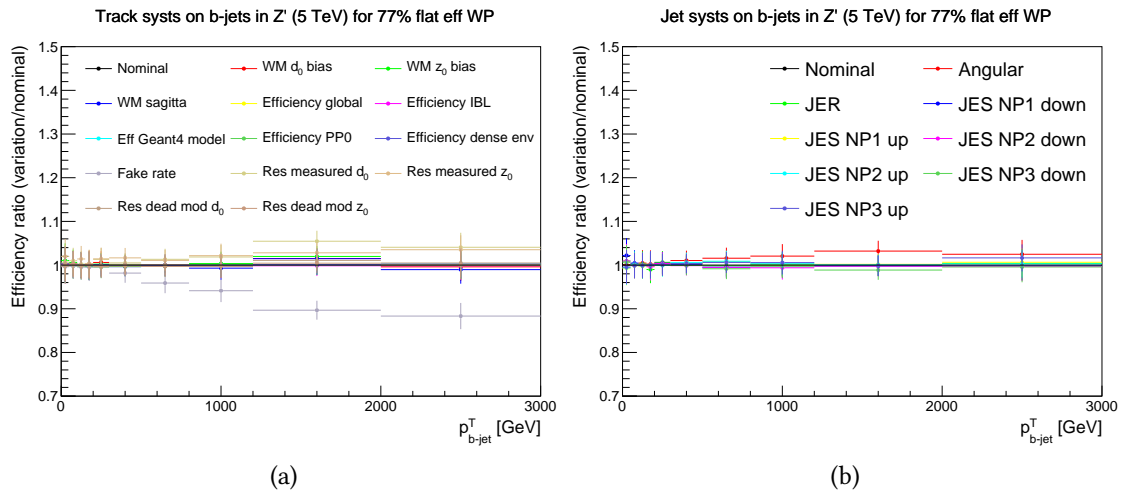 Track systs on b-jets in Z' (5 TeV) for 77% flat eff WP
Efficiency ratio (variation/nominal)
1.5
1.4
1.3
1.2
1.1
1
0.9
0.8
0.7
Nominal
WM d0 bias
WM z0 bias
WM sagitta
Efficiency global
Efficiency IBL
Eff Geant4 model
Efficiency PP0
Efficiency dense env
Fake rate
Res measured d0
Res measured z0
Res dead mod d0
Res dead mod z0
0 1000 2000 3000
p^T_b-jet [GeV]
(a)
Jet systs on b-jets in Z' (5 TeV) for 77% flat eff WP
Efficiency ratio (variation/nominal)
1.5
1.4
1.3
1.2
1.1
1
0.9
0.8
0.7
Nominal
Angular
JER
JES NP1 down
JES NP1 up
JES NP2 down
JES NP2 up
JES NP3 down
JES NP3 up
0 1000 2000 3000
p^T_b-jet [GeV]
(b)